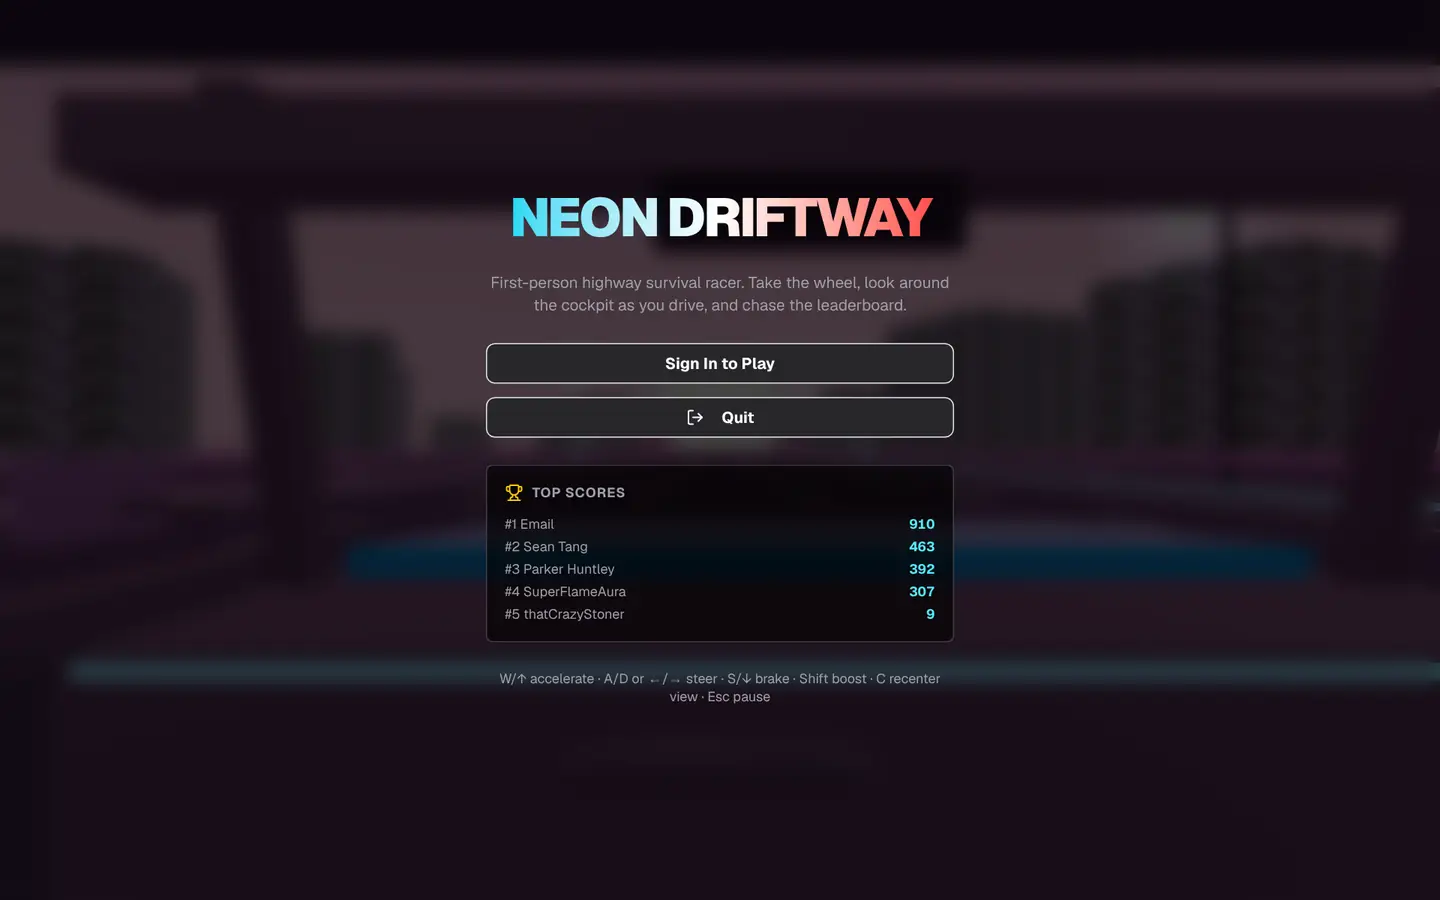 NEON DRIFTWAY
First-person highway survival racer. Take the wheel, look around
the cockpit as you drive, and chase the leaderboard.
Sign In to Play
Quit
TOP SCORES
#1 Email 910
#2 Sean Tang 463
#3 Parker Huntley 392
#4 SuperFlameAura 307
#5 thatCrazyStoner 9
W/↑ accelerate · A/D or ←/→ steer · S/↓ brake · Shift boost · C recenter
view · Esc pause